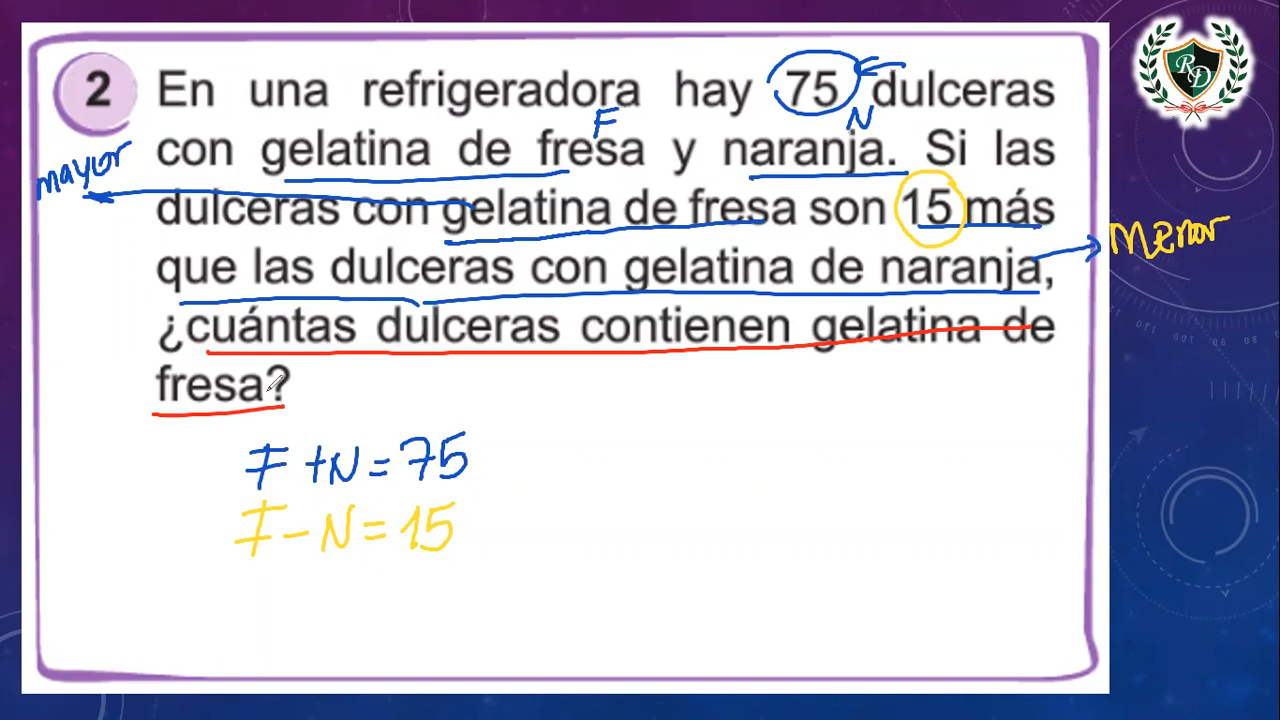 2
En una refrigeradora hay 75 dulceras
F
N
con gelatina de fresa y naranja. Si las
mayor
dulceras con gelatina de fresa son 15 más
Menor
que las dulceras con gelatina de naranja,
¿cuántas dulceras contienen gelatina de
fresa?
F+N=75
F-N=15
RD